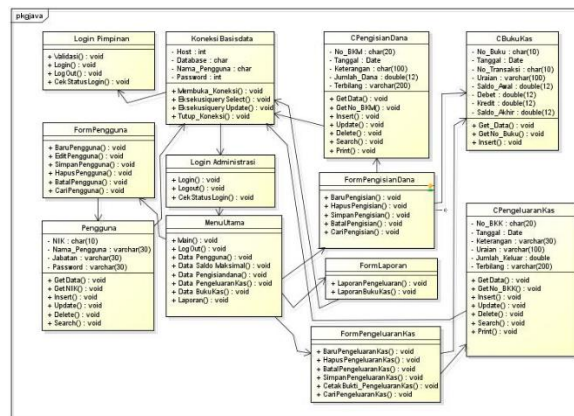 pkgjava
Login Pimpinan
+ Validasi() : void
+ Login() : void
+ LogOut() : void
+ CekStatusLogin() : void
Koneksi Basisdata
- Host : int
- Database : char
- Nama_Pengguna : char
- Password : int
+ Membuka_Koneksi() : void
+ Eksekusiquery Select() : void
+ Eksekusiquery Update() : void
+ Tutup_Koneksi() : void
CPengisianDana
- No_BKM : char(20)
- Tanggal : Date
- Keterangan : char(100)
- Jumlah_Dana : double(12)
- Terbilang : varchar(200)
+ GetData() : void
+ GetNo_BKM() : void
+ Insert() : void
+ Update() : void
+ Delete() : void
+ Search() : void
+ Print() : void
CBukuKas
- No_Buku : char(10)
- Tanggal : Date
- No_Transaksi : char(10)
- Uraian : varchar(100)
- Saldo_Awal : double(12)
- Debet : double(12)
- Kredit : double(12)
- Saldo_Akhir : double(12)
+ Get_Data() : void
+ GetNo_Buku() : void
+ Insert() : void
FormPengguna
+ BaruPengguna() : void
+ EditPengguna() : void
+ SimpanPengguna() : void
+ HapusPengguna() : void
+ BatalPengguna() : void
+ CariPengguna() : void
Login Administrasi
+ Login() : void
+ Logout() : void
+ CekStatusLogin() : void
FormPengisianDana
+ BaruPengisian() : void
+ HapusPengisian() : void
+ SimpanPengisian() : void
+ BatalPengisian() : void
+ CariPengisian() : void
Pengguna
- NIK : char(10)
- Nama_Pengguna : varchar(30)
- Jabatan : varchar(30)
- Password : varchar(30)
+ GetData() : void
+ GetNIK() : void
+ Insert() : void
+ Update() : void
+ Delete() : void
+ Search() : void
MenuUtama
+ Main() : void
+ LogOut() : void
+ Data Pengguna() : void
+ Data Saldo Maksimal() : void
+ Data Pengisiandana() : void
+ Data PengeluaranKas() : void
+ Data BukuKas() : void
+ Laporan() : void
FormLaporan
+ LaporanPengeluaran() : void
+ LaporanBukuKas() : void
CPengeluaranKas
- No_BKK : char(20)
- Tanggal : Date
- Keterangan : varchar(30)
- Uraian : varchar(100)
- Jumlah_Keluar : double
- Terbilang : varchar(200)
+ GetData() : void
+ GetNo_BKK() : void
+ Insert() : void
+ Update() : void
+ Delete() : void
+ Search() : void
+ Print() : void
FormPengeluaranKas
+ BaruPengeluaranKas() : void
+ HapusPengeluaranKas() : void
+ BatalPengeluaranKas() : void
+ SimpanPengeluaranKas() : void
+ CetakBukti_PengeluaranKas() : void
+ CariPengeluaranKas() : void